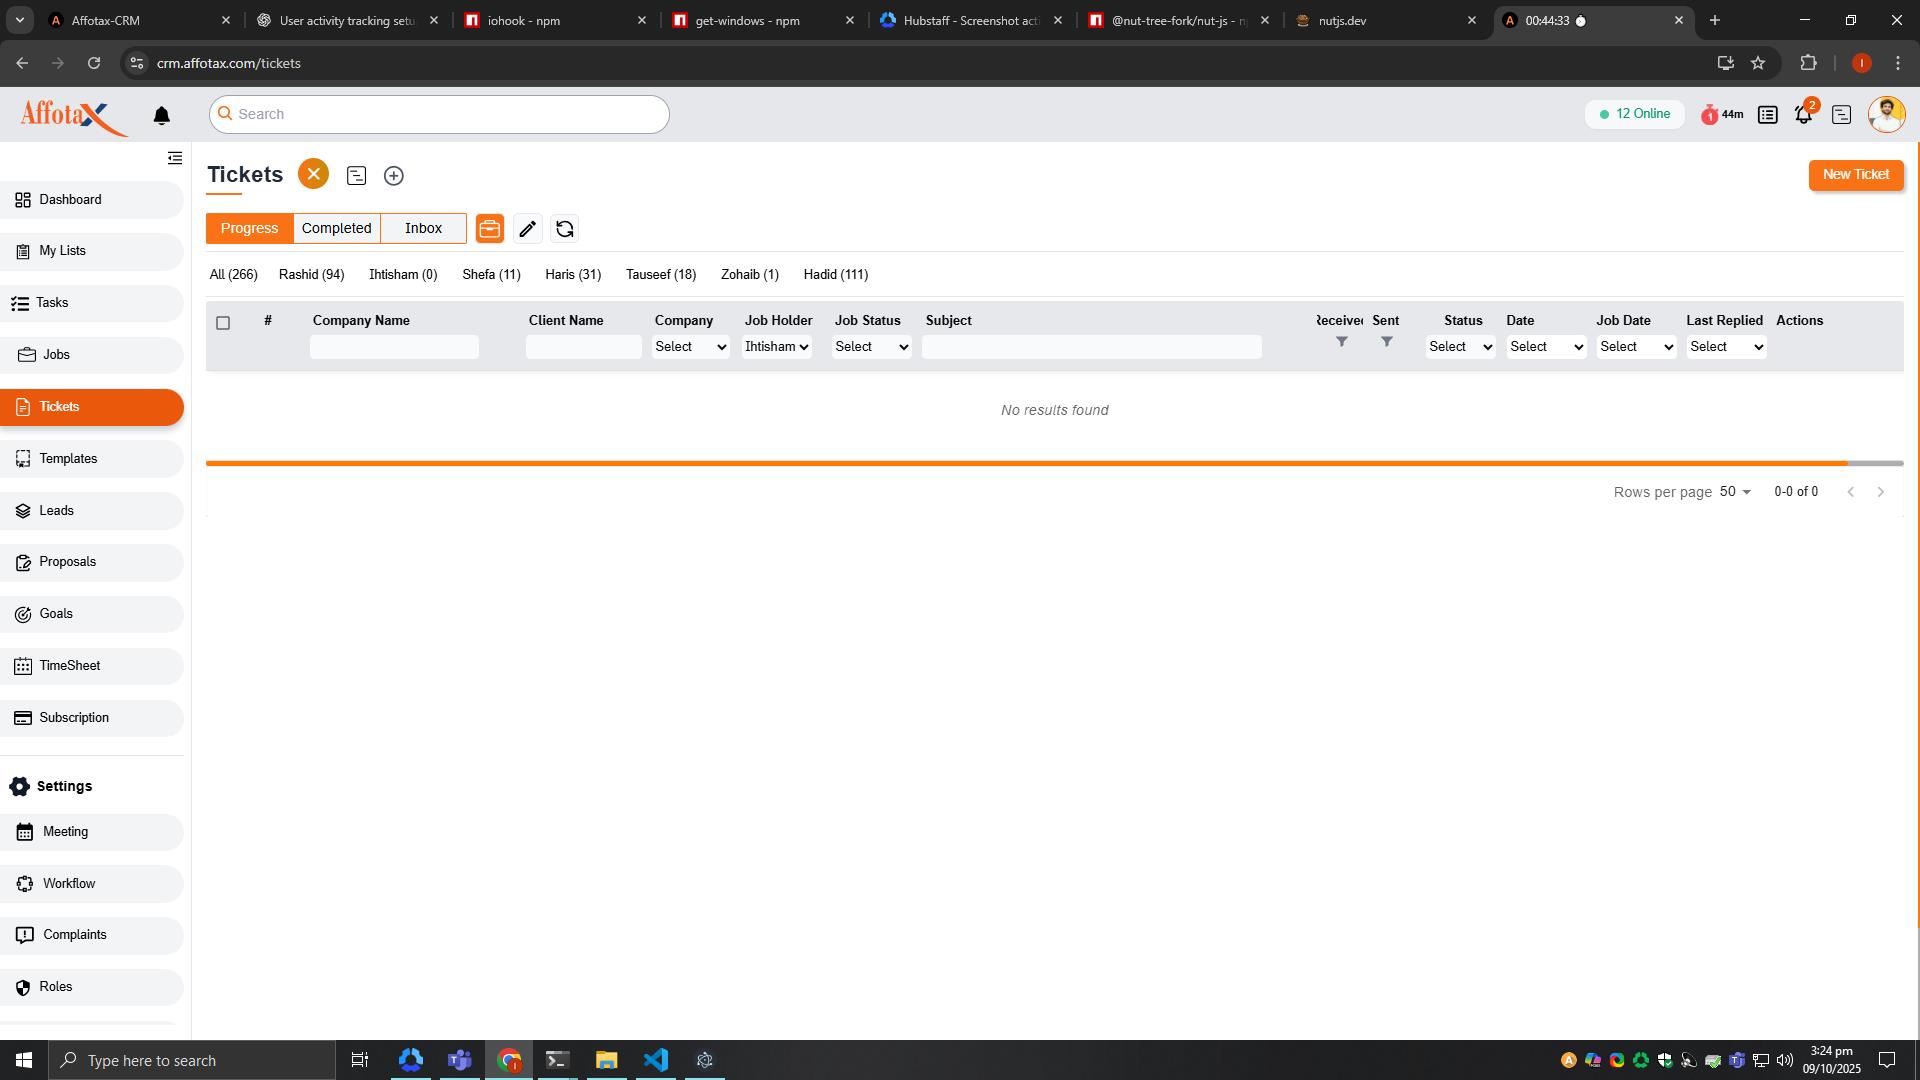 Affotax-CRM
User activity tracking setu
iohook - npm
get-windows - npm
Hubstaff - Screenshot acti
@nut-tree-fork/nut-js - n
nutjs.dev
00:44:33
crm.affotax.com/tickets
AffotaX
Search
12 Online
1
44m
2
Dashboard
My Lists
Tasks
Jobs
Tickets
Templates
Leads
Proposals
Goals
TimeSheet
Subscription
Settings
Meeting
Workflow
Complaints
Roles
Tickets
New Ticket
Progress
Completed
Inbox
All (266)
Rashid (94)
Ihtisham (0)
Shefa (11)
Haris (31)
Tauseef (18)
Zohaib (1)
Hadid (111)
#
Company Name
Client Name
Company
Job Holder
Job Status
Subject
Received
Sent
Status
Date
Job Date
Last Replied
Actions
Select
Ihtisham
Select
Select
Select
Select
Select
No results found
Rows per page
50
0-0 of 0
Type here to search
3:24 pm
09/10/2025